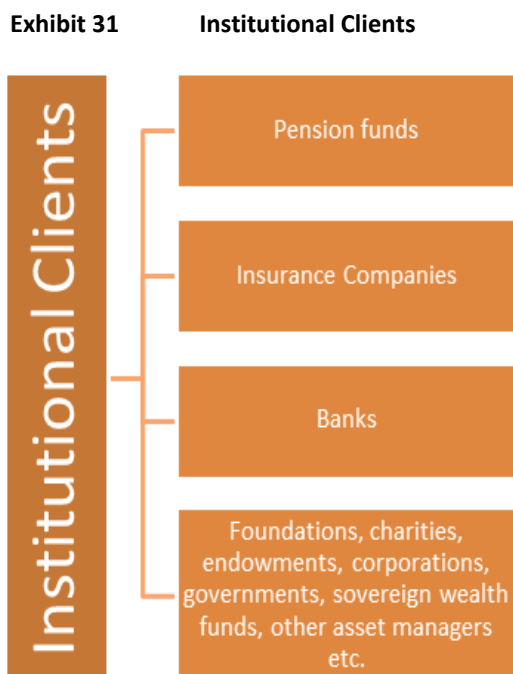 Exhibit 31 Institutional Clients
Institutional Clients
Pension funds
Insurance Companies
Banks
Foundations, charities,
endowments, corporations,
governments, sovereign wealth
funds, other asset managers
etc.